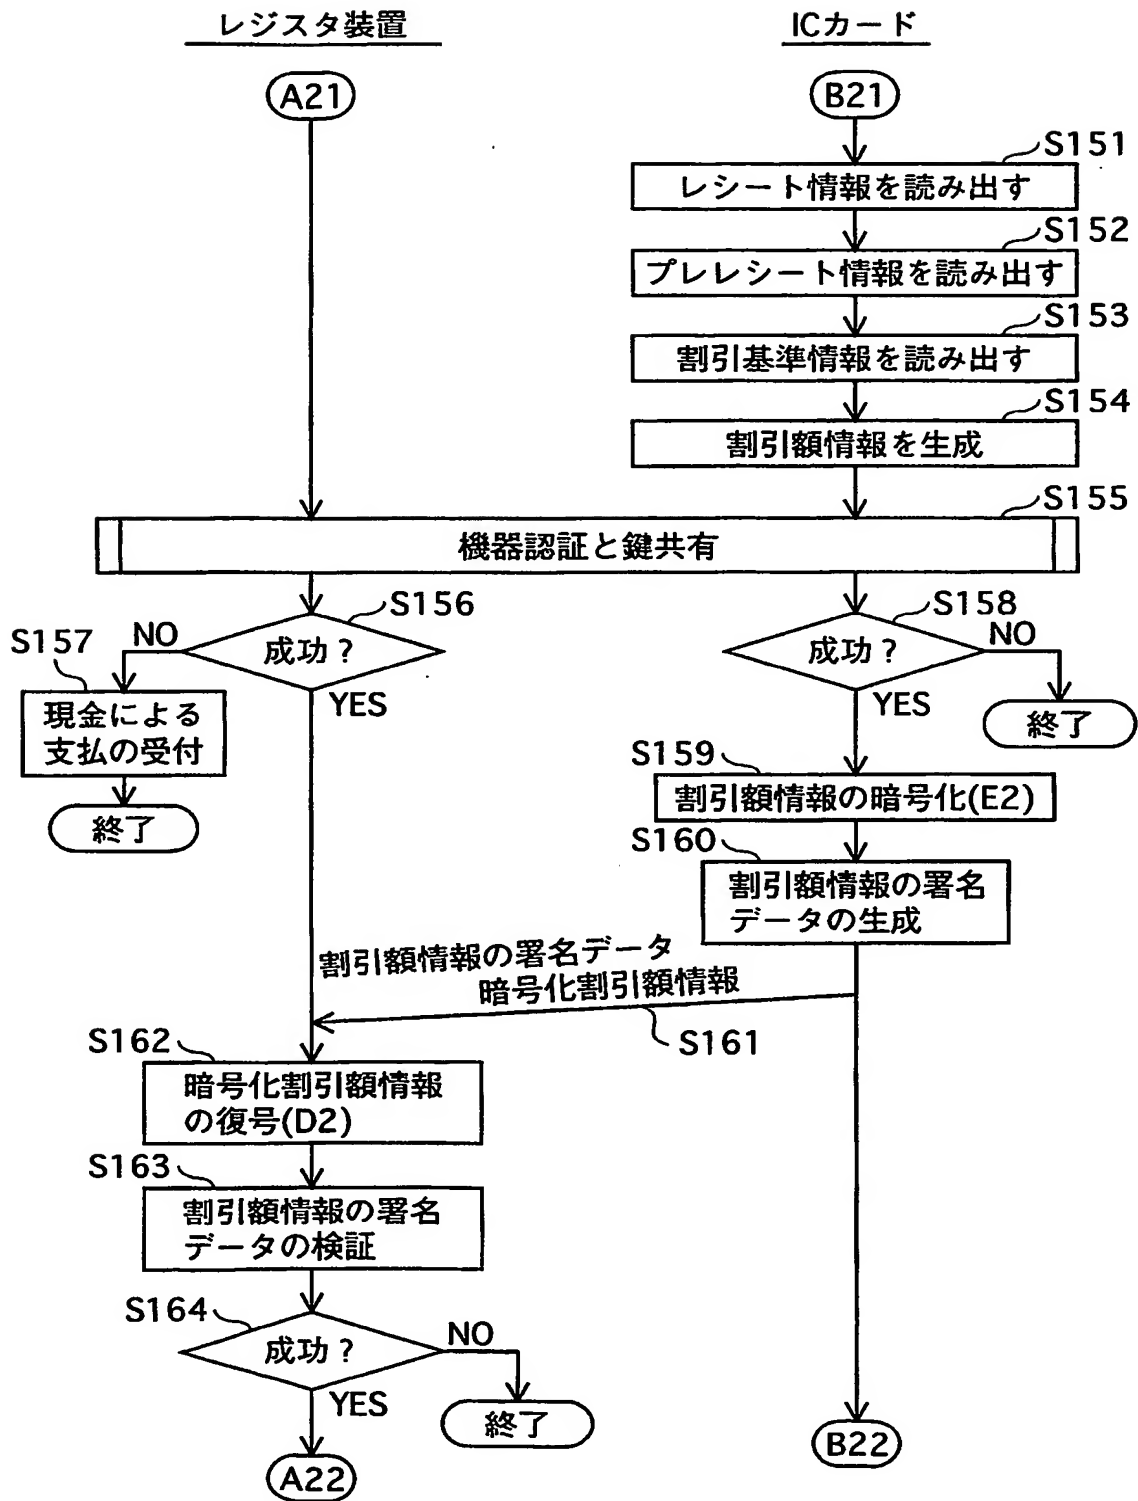 レジスタ装置
ICカード
A21
B21
S151
レシート情報を読み出す
S152
プレレシート情報を読み出す
S153
割引基準情報を読み出す
S154
割引額情報を生成
S155
機器認証と鍵共有
S156
成功?
NO
YES
S157
現金による
支払の受付
終了
S158
成功?
NO
YES
終了
S159
割引額情報の暗号化(E2)
S160
割引額情報の署名
データの生成
割引額情報の署名データ
暗号化割引額情報
S161
S162
暗号化割引額情報
の復号(D2)
S163
割引額情報の署名
データの検証
S164
成功?
NO
YES
終了
A22
B22